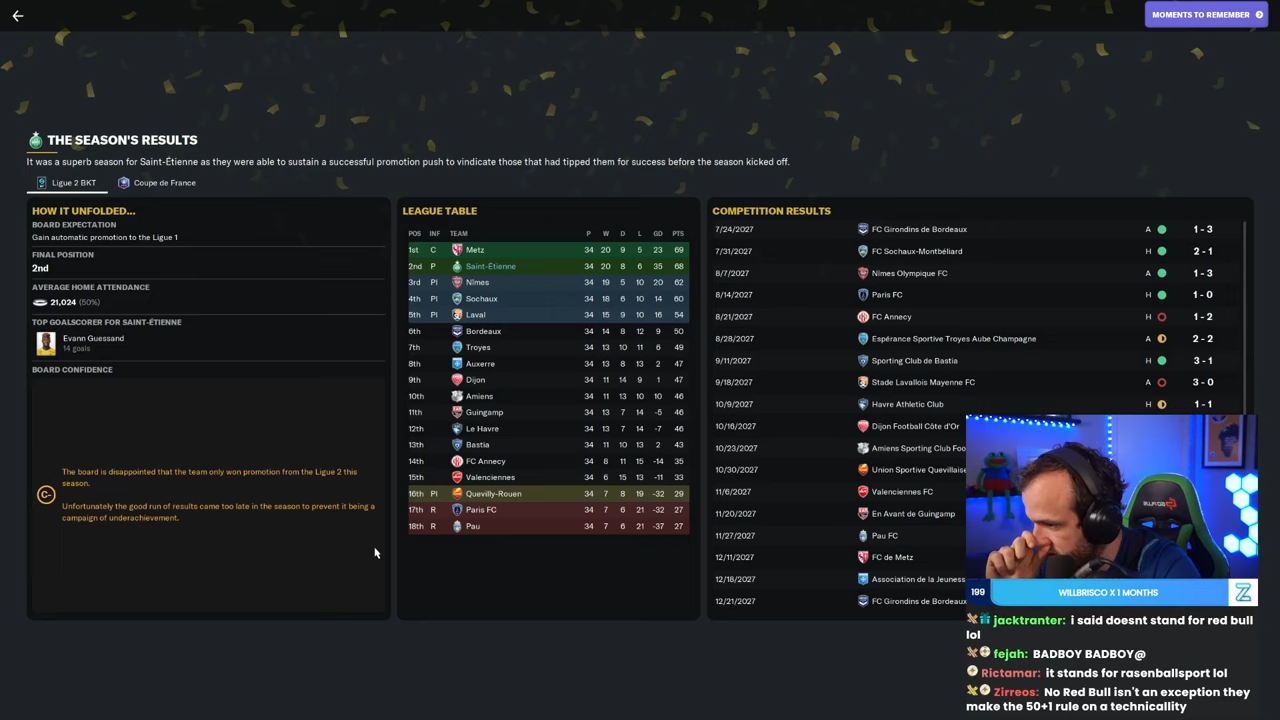 MOMENTS TO REMEMBER
THE SEASON'S RESULTS
It was a superb season for Saint-Étienne as they were able to sustain a successful promotion push to vindicate those that had tipped them for success before the season kicked off.
Ligue 2 BKT Coupe de France
HOW IT UNFOLDED...
BOARD EXPECTATION
Gain automatic promotion to the Ligue 1
FINAL POSITION
2nd
AVERAGE HOME ATTENDANCE
21,024 (50%)
TOP GOALSCORER FOR SAINT-ÉTIENNE
Evann Guessand
14 goals
BOARD CONFIDENCE
C-
The board is disappointed that the team only won promotion from the Ligue 2 this
season.
Unfortunately the good run of results came too late in the season to prevent it being a
campaign of underachievement.
LEAGUE TABLE
POS INF TEAM P W D L GD PTS
1st C Metz 34 20 9 5 23 69
2nd P Saint-Étienne 34 20 8 6 35 68
3rd Pl Nîmes 34 19 5 10 20 62
4th Pl Sochaux 34 18 6 10 14 60
5th Pl Laval 34 15 9 10 16 54
6th Bordeaux 34 14 8 12 9 50
7th Troyes 34 13 10 11 6 49
8th Auxerre 34 13 8 13 2 47
9th Dijon 34 11 14 9 1 47
10th Amiens 34 11 13 10 10 46
11th Guingamp 34 13 7 14 -5 46
12th Le Havre 34 13 7 14 -7 46
13th Bastia 34 11 10 13 2 43
14th FC Annecy 34 8 11 15 -14 35
15th Valenciennes 34 6 15 13 -11 33
16th Pl Quevilly-Rouen 34 7 8 19 -32 29
17th R Paris FC 34 7 6 21 -32 27
18th R Pau 34 7 6 21 -37 27
COMPETITION RESULTS
7/24/2027 FC Girondins de Bordeaux A 1 - 3
7/31/2027 FC Sochaux-Montbéliard H 2 - 1
8/7/2027 Nîmes Olympique FC A 1 - 3
8/14/2027 Paris FC H 1 - 0
8/21/2027 FC Annecy H 1 - 2
8/28/2027 Espérance Sportive Troyes Aube Champagne A 2 - 2
9/11/2027 Sporting Club de Bastia H 3 - 1
9/18/2027 Stade Lavallois Mayenne FC A 3 - 0
10/9/2027 Havre Athletic Club H 1 - 1
10/16/2027 Dijon Football Côte d'Or
10/23/2027 Amiens Sporting Club Foo
10/30/2027 Union Sportive Quevillaise
11/6/2027 Valenciennes FC
11/20/2027 En Avant de Guingamp
11/27/2027 Pau FC
12/11/2027 FC de Metz
12/18/2027 Association de la Jeuness
12/21/2027 FC Girondins de Bordeaux
199 WILLBRISCO X 1 MONTHS
jacktranter: i said doesnt stand for red bull
lol
fejah: BADBOY BADBOY@
Rictamar: it stands for rasenballsport lol
Zirreos: No Red Bull isn't an exception they
make the 50+1 rule on a technicallity